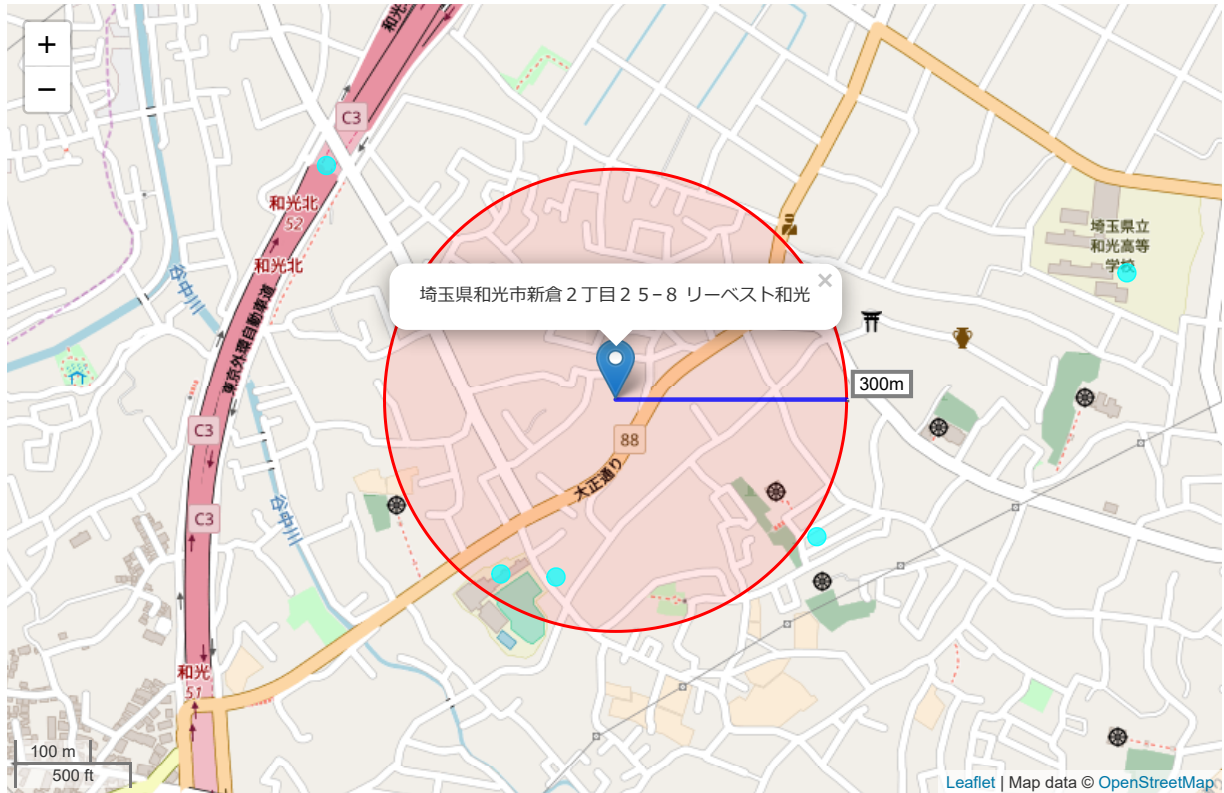 +
−
和光
C3
和光北
52
和光北
谷中川
東京外環自動車道
埼玉県立
和光高等
学校
埼玉県和光市新倉２丁目２５−８ リーベスト和光
×
300m
C3
88
大正通り
C3
谷中川
和光
51
100 m
500 ft
Leaflet | Map data © OpenStreetMap